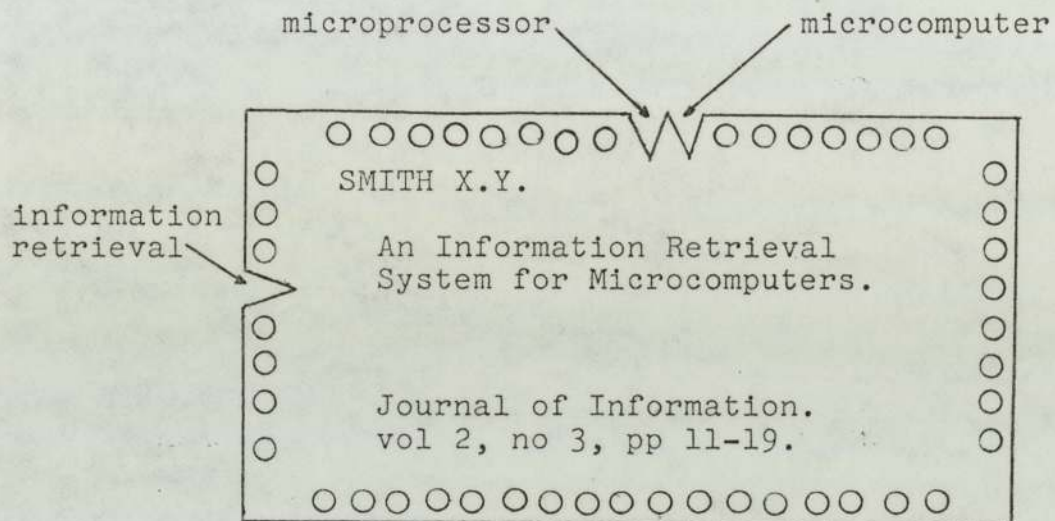 microprocessor microcomputer
SMITH X.Y.
information
retrieval
An Information Retrieval
System for Microcomputers.
Journal of Information.
vol 2, no 3, pp 11-19.